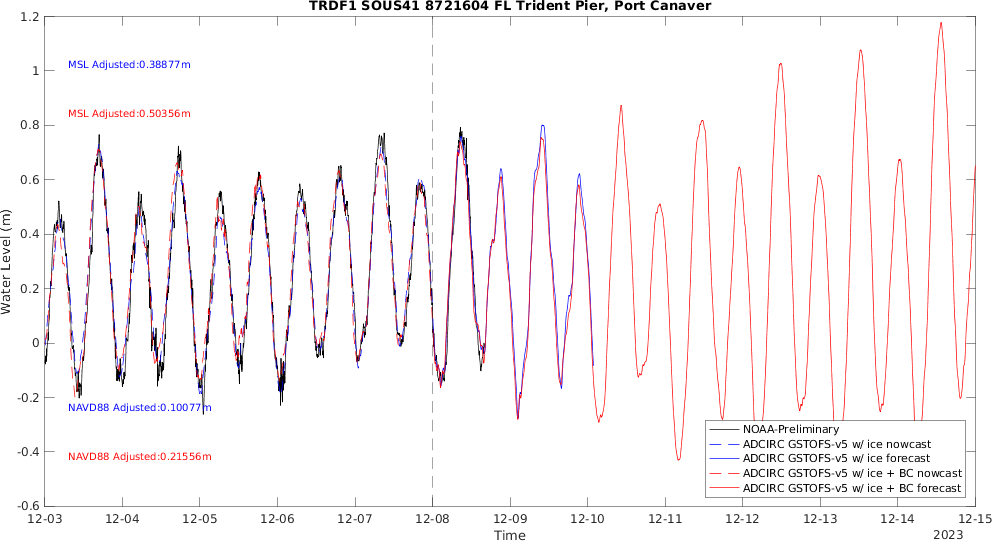 TRDF1 SOUS41 8721604 FL Trident Pier, Port Canaver
1.2
1
0.8
0.6
0.4
0.2
0
-0.2
-0.4
-0.6
Water Level (m)
MSL Adjusted:0.38877m
MSL Adjusted:0.50356m
NAVD88 Adjusted:0.10077m
NAVD88 Adjusted:0.21556m
NOAA-Preliminary
ADCIRC GSTOFS-v5 w/ ice nowcast
ADCIRC GSTOFS-v5 w/ ice forecast
ADCIRC GSTOFS-v5 w/ ice + BC nowcast
ADCIRC GSTOFS-v5 w/ ice + BC forecast
12-03 12-04 12-05 12-06 12-07 12-08 12-09 12-10 12-11 12-12 12-13 12-14 12-15
Time
2023